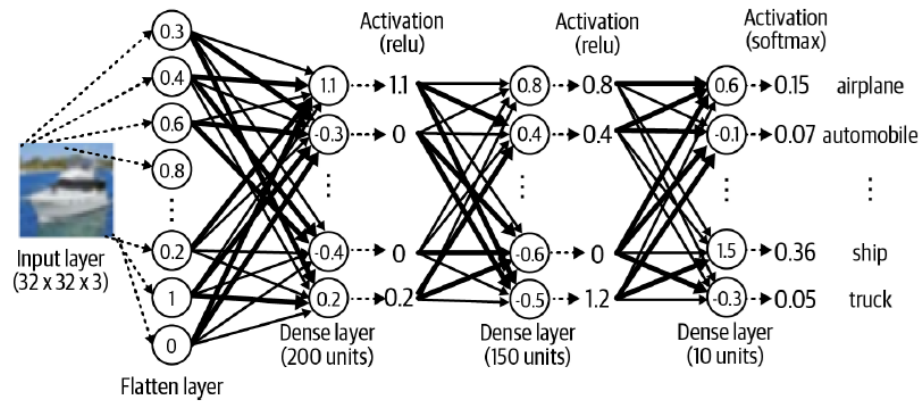 Activation
(relu)
Activation
(relu)
Activation
(softmax)
0.3
0.4
0.6
0.8
⋮
0.2
1
0
Input layer
(32 x 32 x 3)
Flatten layer
1.1
-0.3
⋮
-0.4
0.2
Dense layer
(200 units)
1.1
0
0
0.2
0.8
0.4
⋮
-0.6
-0.5
Dense layer
(150 units)
0.8
0.4
0
1.2
0.6
-0.1
⋮
1.5
-0.3
Dense layer
(10 units)
0.15 airplane
0.07 automobile
⋮ ⋮
0.36 ship
0.05 truck